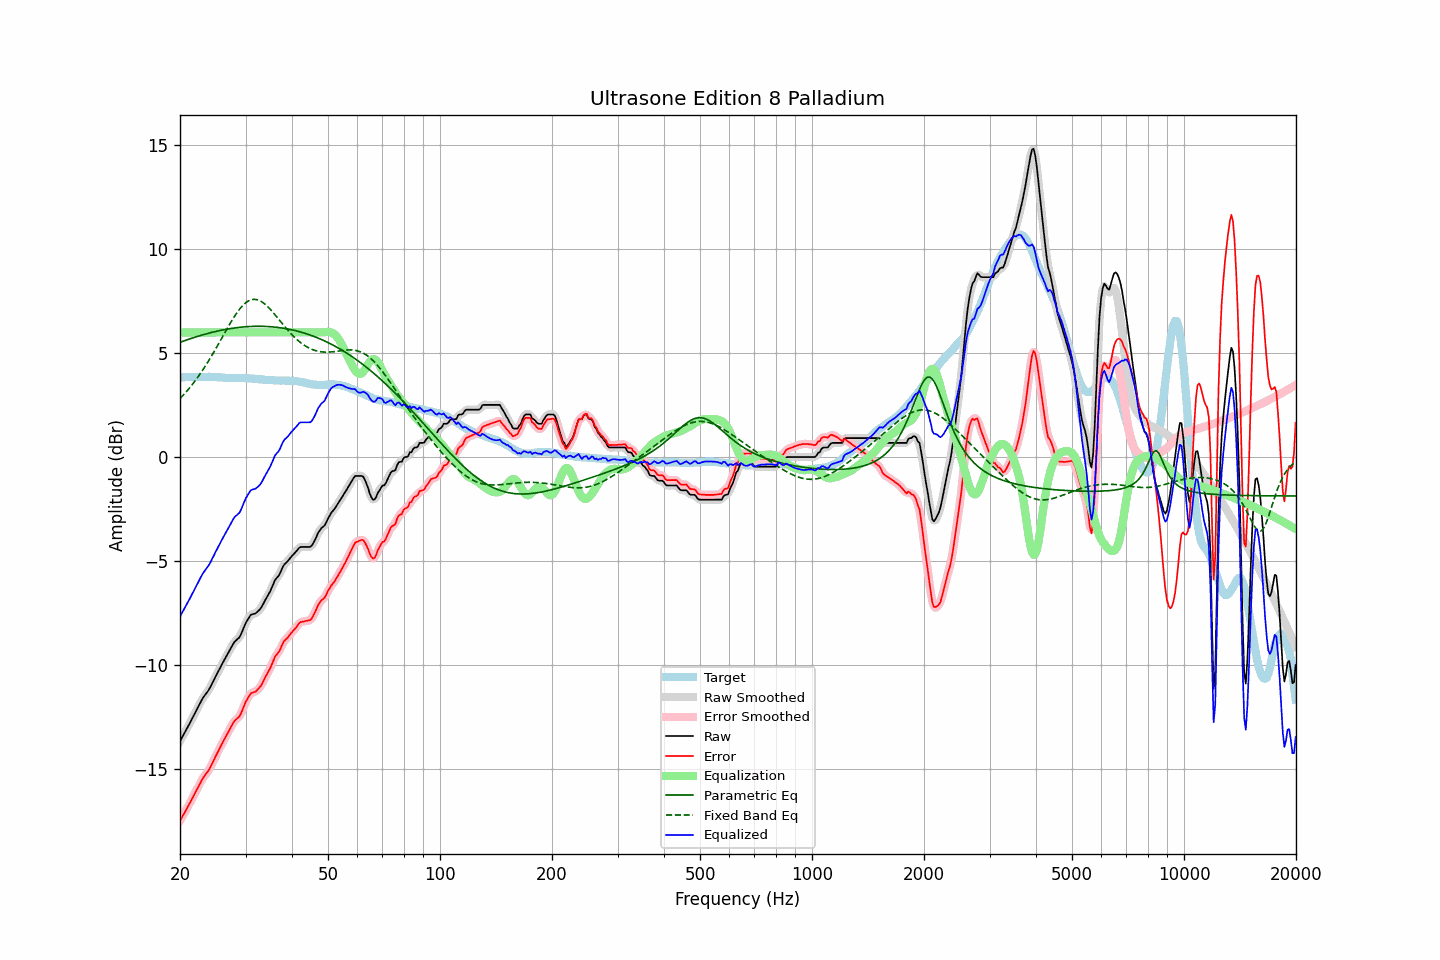 Ultrasone Edition 8 Palladium
Amplitude (dBr)
15
10
5
0
−5
−10
−15
20
50
100
200
500
1000
2000
5000
10000
20000
Frequency (Hz)
Target
Raw Smoothed
Error Smoothed
Raw
Error
Equalization
Parametric Eq
Fixed Band Eq
Equalized